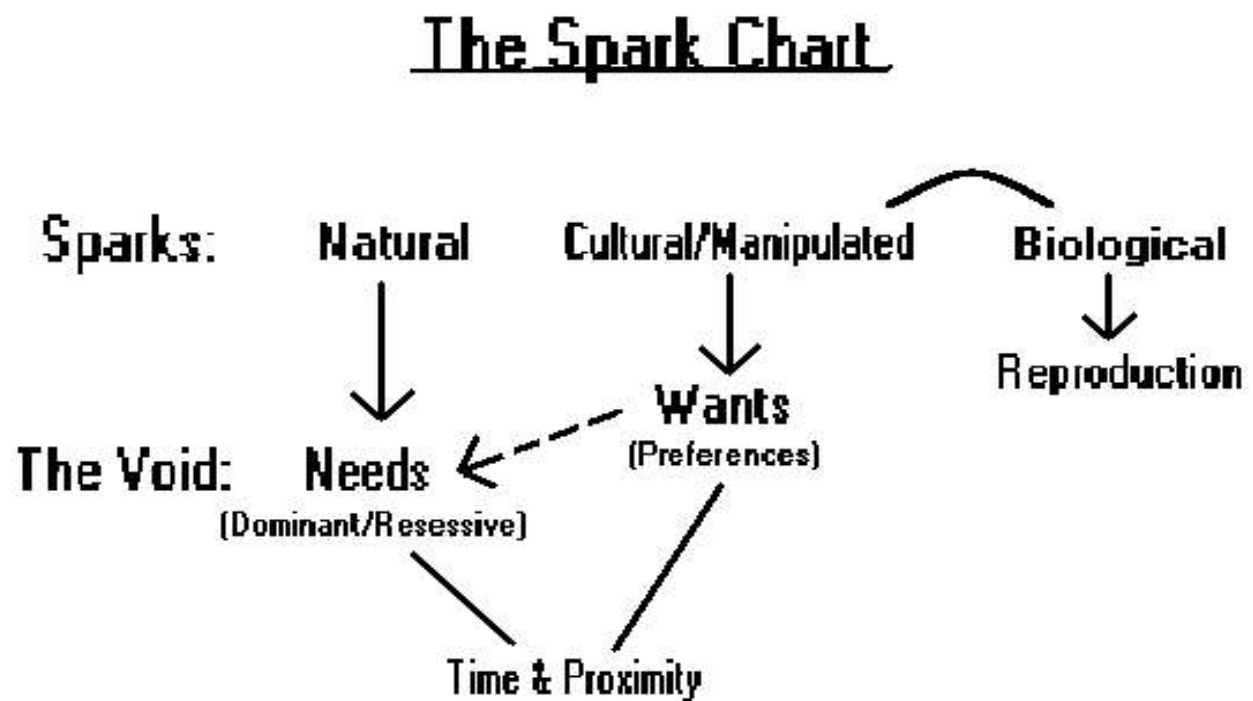 The Spark Chart
Sparks: Natural Cultural/Manipulated Biological
Reproduction
Wants
(Preferences)
The Void: Needs
(Dominant/Resessive)
Time & Proximity